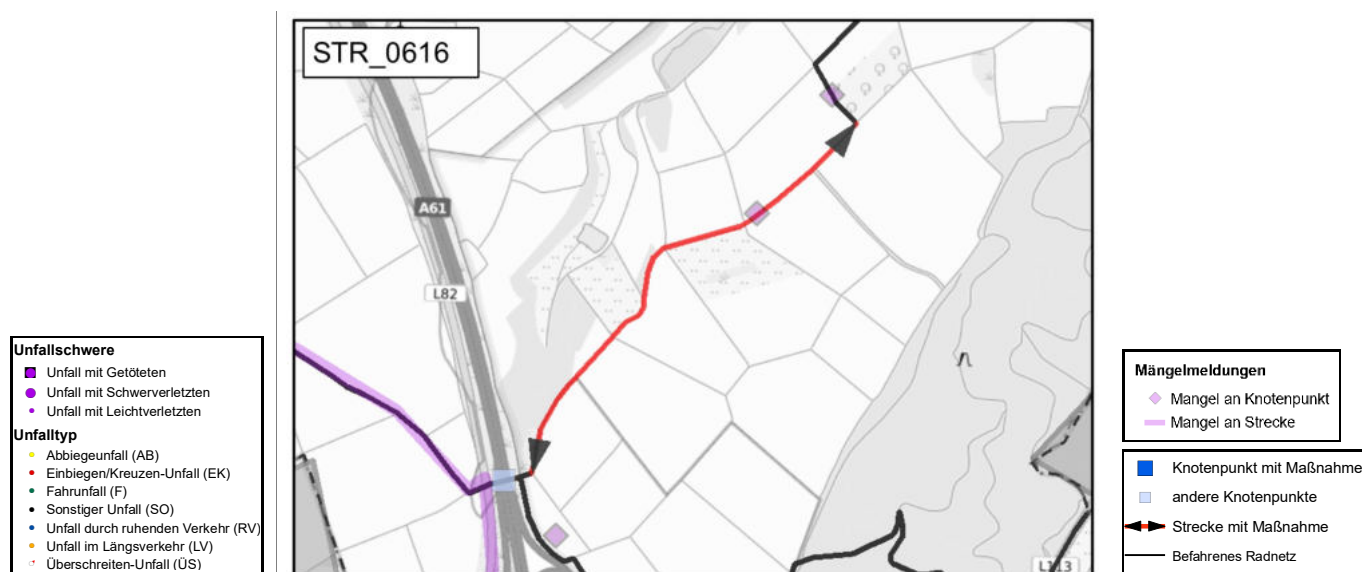 STR_0616
A61
L82
Unfallschwere
Unfall mit Getöteten
Unfall mit Schwerverletzten
Unfall mit Leichtverletzten
Unfalltyp
Abbiegeunfall (AB)
Einbiegen/Kreuzen-Unfall (EK)
Fahrunfall (F)
Sonstiger Unfall (SO)
Unfall durch ruhenden Verkehr (RV)
Unfall im Längsverkehr (LV)
Überschreiten-Unfall (ÜS)
Mängelmeldungen
Mangel an Knotenpunkt
Mangel an Strecke
Knotenpunkt mit Maßnahme
andere Knotenpunkte
Strecke mit Maßnahme
Befahrenes Radnetz